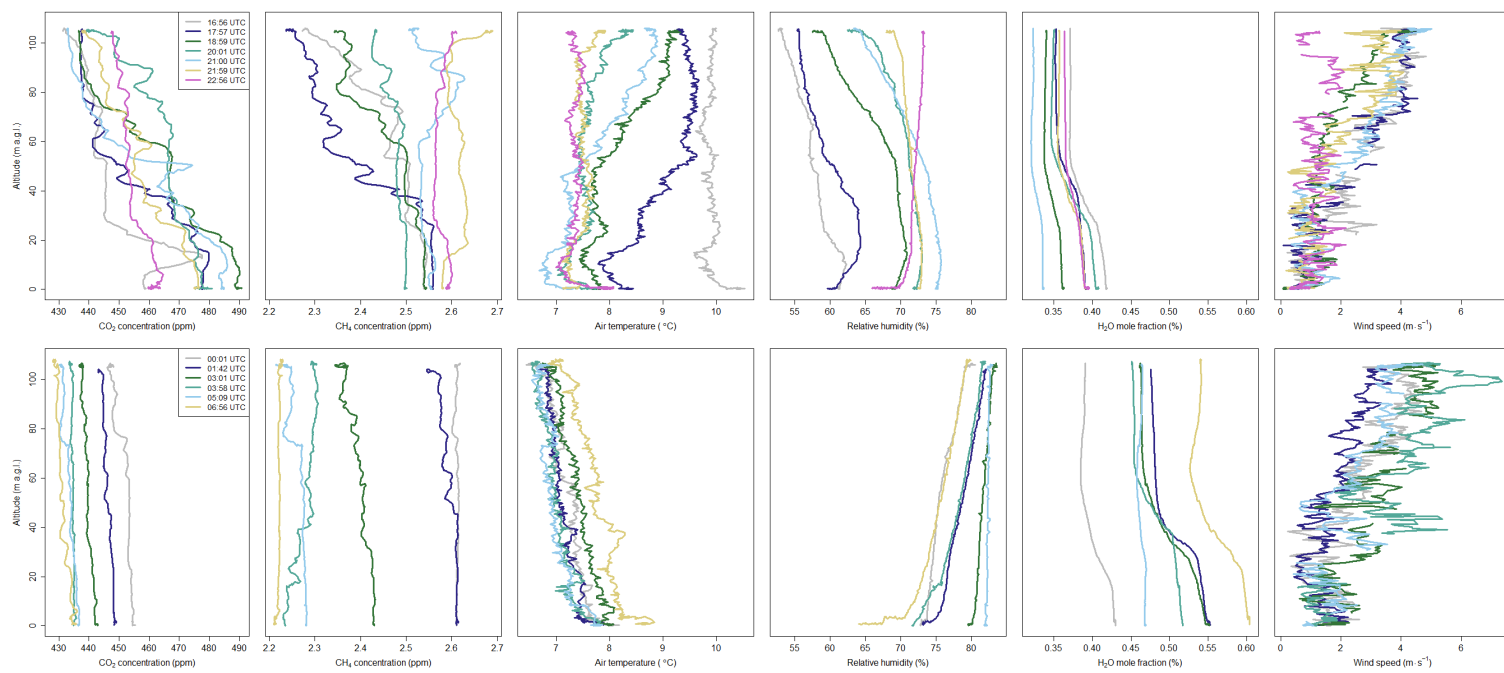 16:56 UTC
17:57 UTC
18:59 UTC
20:01 UTC
21:00 UTC
21:59 UTC
22:56 UTC
Altitude (m a.g.l.)
0 20 40 60 80 100
430 440 450 460 470 480 490
CO₂ concentration (ppm)
2.2 2.3 2.4 2.5 2.6 2.7
CH₄ concentration (ppm)
7 8 9 10
Air temperature (°C)
55 60 65 70 75 80
Relative humidity (%)
0.35 0.40 0.45 0.50 0.55 0.60
H₂O mole fraction (%)
0 2 4 6
Wind speed (m·s⁻¹)
00:01 UTC
01:42 UTC
03:01 UTC
03:58 UTC
05:09 UTC
06:56 UTC
Altitude (m a.g.l.)
0 20 40 60 80 100
430 440 450 460 470 480 490
CO₂ concentration (ppm)
2.2 2.3 2.4 2.5 2.6 2.7
CH₄ concentration (ppm)
7 8 9 10
Air temperature (°C)
55 60 65 70 75 80
Relative humidity (%)
0.35 0.40 0.45 0.50 0.55 0.60
H₂O mole fraction (%)
0 2 4 6
Wind speed (m·s⁻¹)